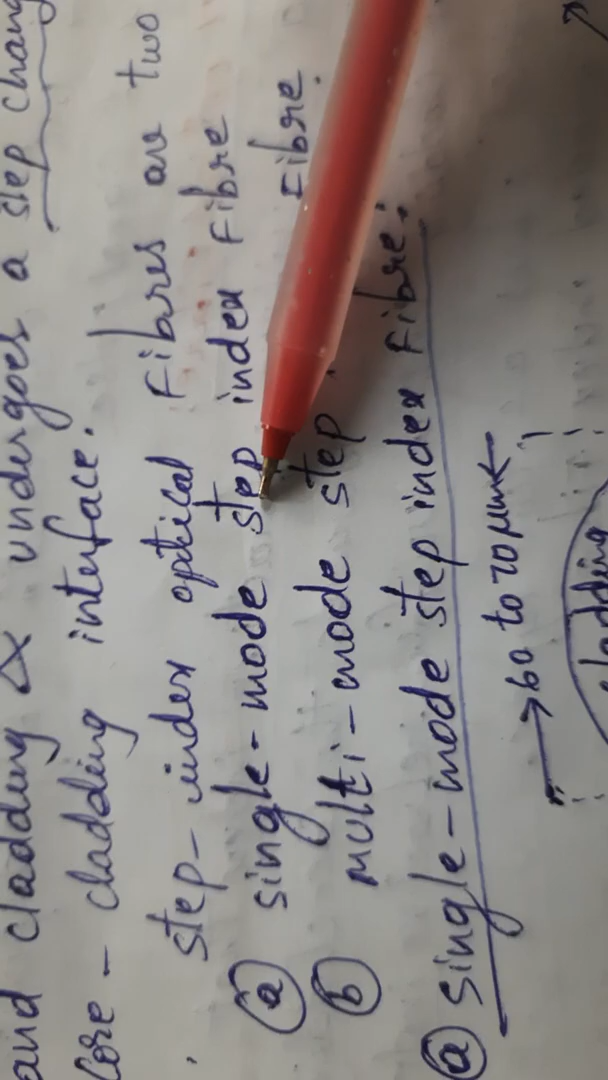 and cladding & undergoes a step chang
Core - cladding interface.
step-index optical Fibres are two
(a) single-mode step index Fibre
(b) multi-mode step Fibre.
(a) single-mode step index Fibre:
60 to 70 μm
cladding